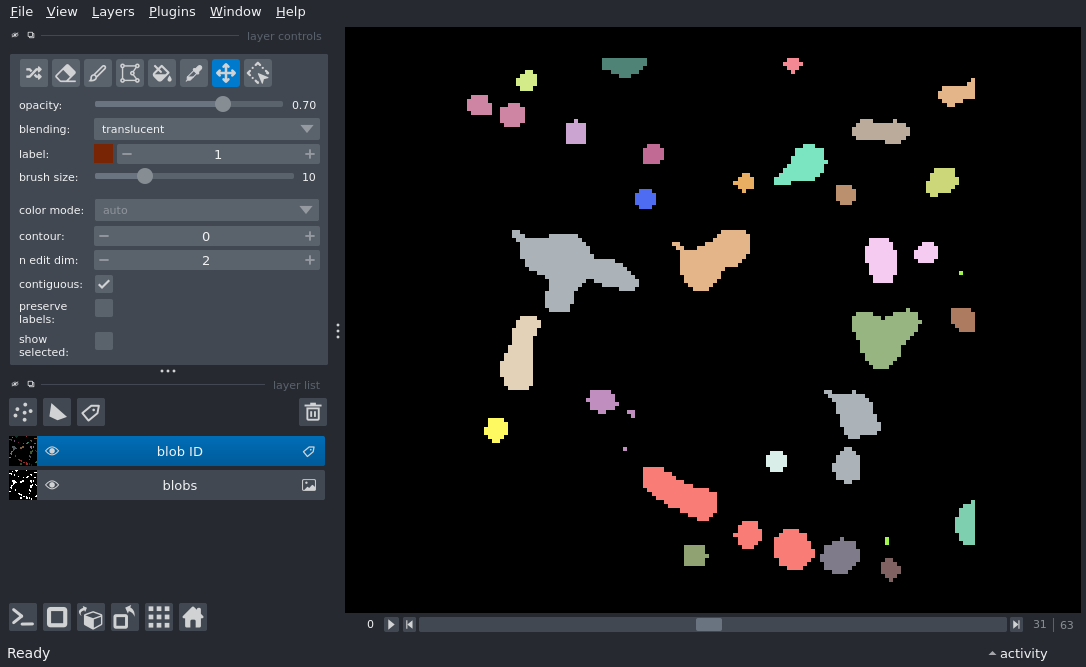 File View Layers Plugins Window Help
layer controls
opacity: 0.70
blending: translucent
label: 1
brush size: 10
color mode: auto
contour: 0
n edit dim: 2
contiguous:
preserve
labels:
show
selected:
layer list
blob ID
blobs
0 31 63
Ready activity